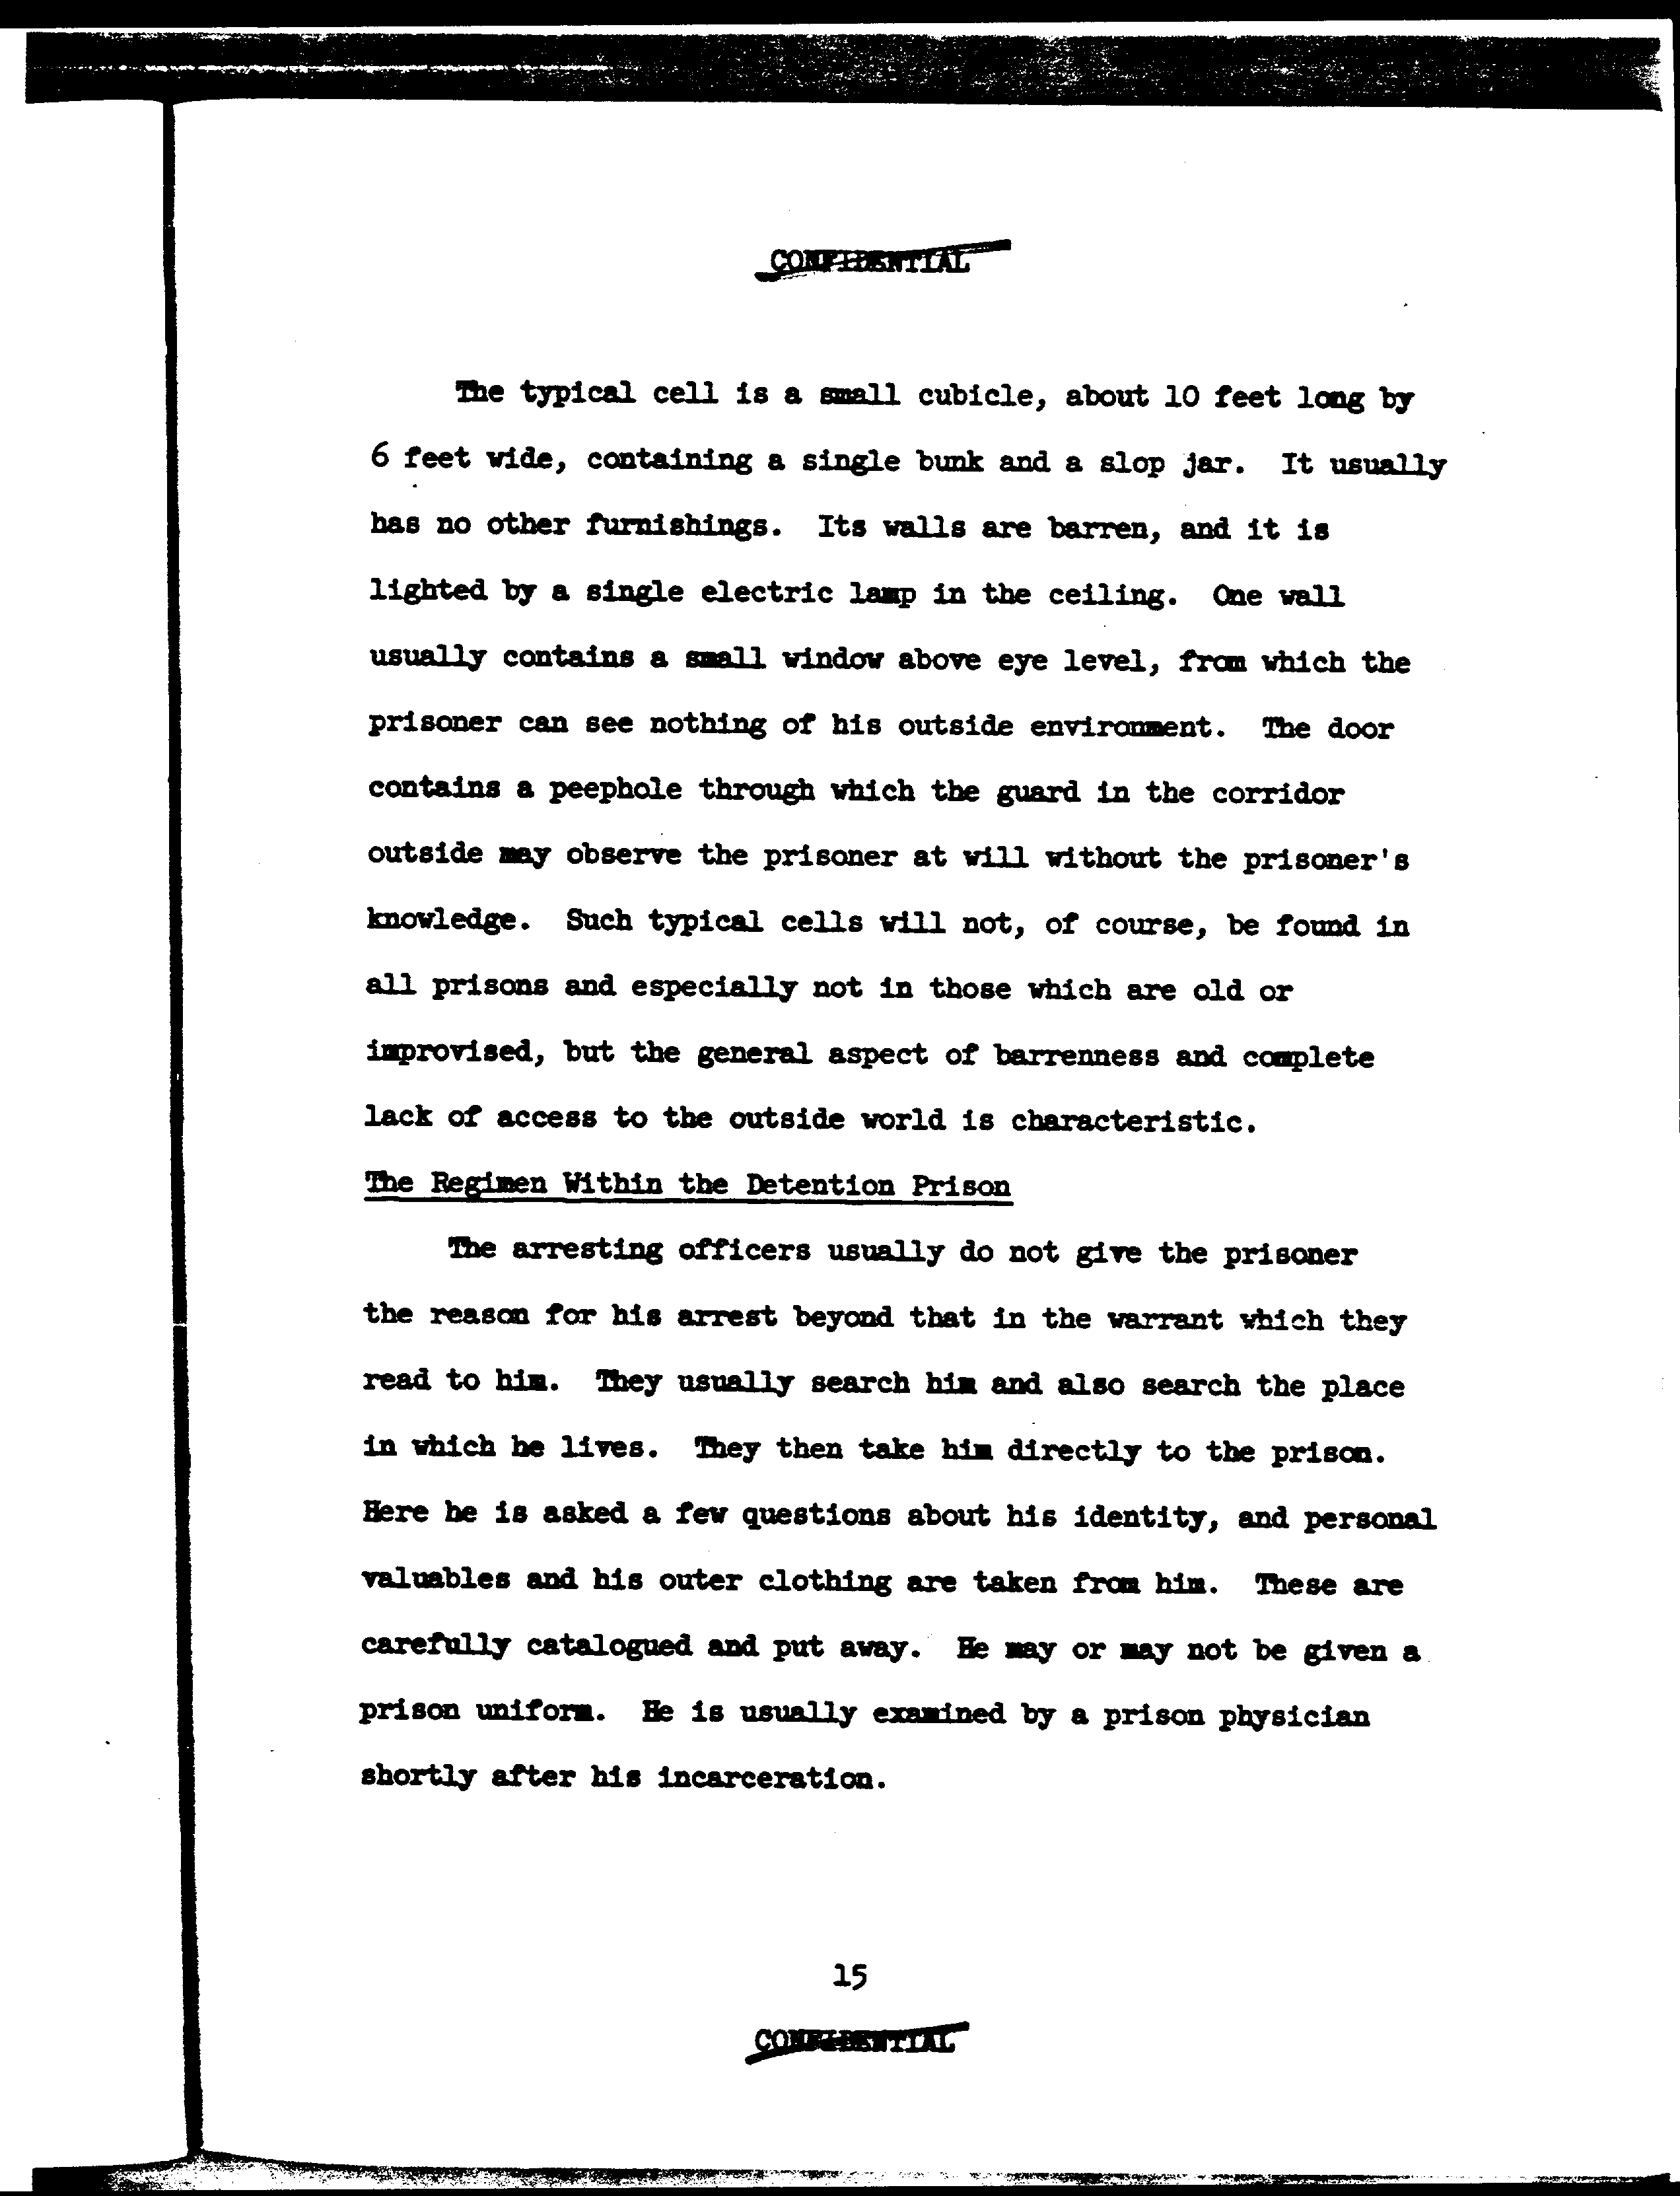 CONFIDENTIAL
The typical cell is a small cubicle, about 10 feet long by
6 feet wide, containing a single bunk and a slop jar. It usually
has no other furnishings. Its walls are barren, and it is
lighted by a single electric lamp in the ceiling. One wall
usually contains a small window above eye level, from which the
prisoner can see nothing of his outside environment. The door
contains a peephole through which the guard in the corridor
outside may observe the prisoner at will without the prisoner's
knowledge. Such typical cells will not, of course, be found in
all prisons and especially not in those which are old or
improvised, but the general aspect of barrenness and complete
lack of access to the outside world is characteristic.
The Regimen Within the Detention Prison
The arresting officers usually do not give the prisoner
the reason for his arrest beyond that in the warrant which they
read to him. They usually search him and also search the place
in which he lives. They then take him directly to the prison.
Here he is asked a few questions about his identity, and personal
valuables and his outer clothing are taken from him. These are
carefully catalogued and put away. He may or may not be given a
prison uniform. He is usually examined by a prison physician
shortly after his incarceration.
15
CONFIDENTIAL